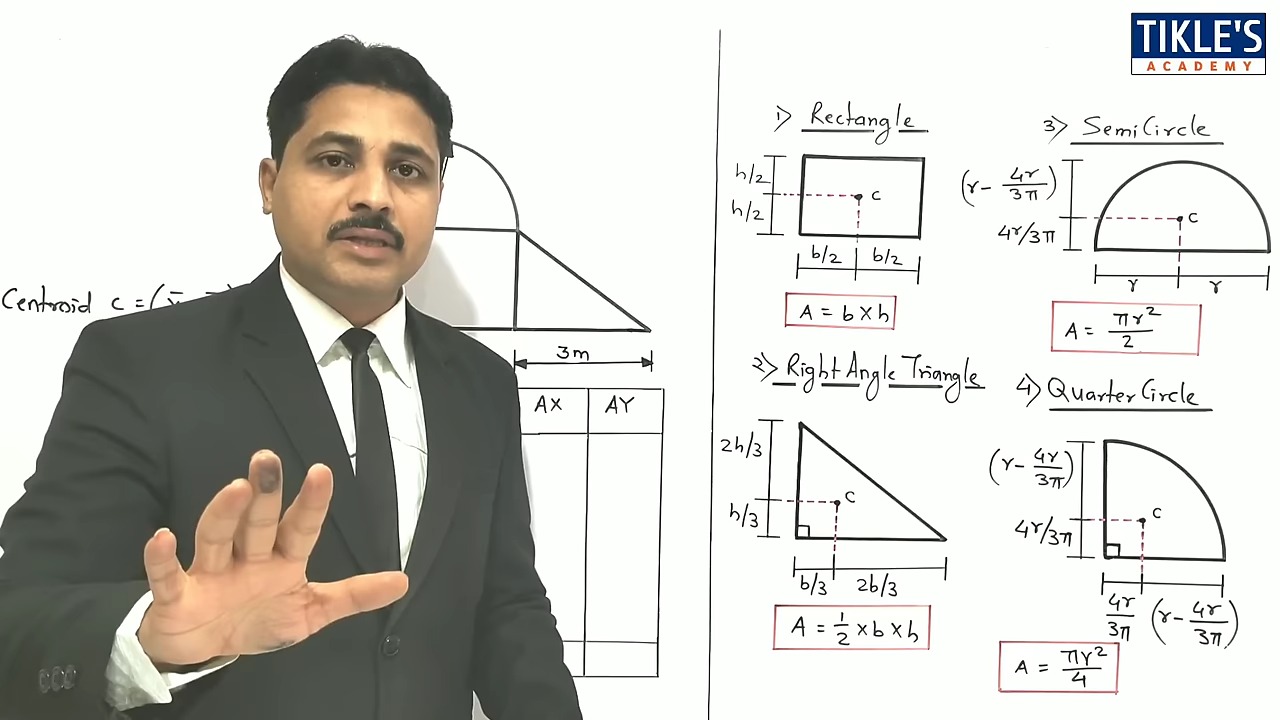 TIKLE'S
ACADEMY
Centroid C = (x̄
3m
AX AY
1) Rectangle
h/2
h/2
C
b/2 b/2
A = b × h
2) Right Angle Triangle
2h/3
h/3
C
b/3 2b/3
A = 1/2 × b × h
3) SemiCircle
(r - 4r/3π)
4r/3π
C
r r
A = πr²/2
4) Quarter Circle
(r - 4r/3π)
4r/3π
C
4r/3π (r - 4r/3π)
A = πr²/4